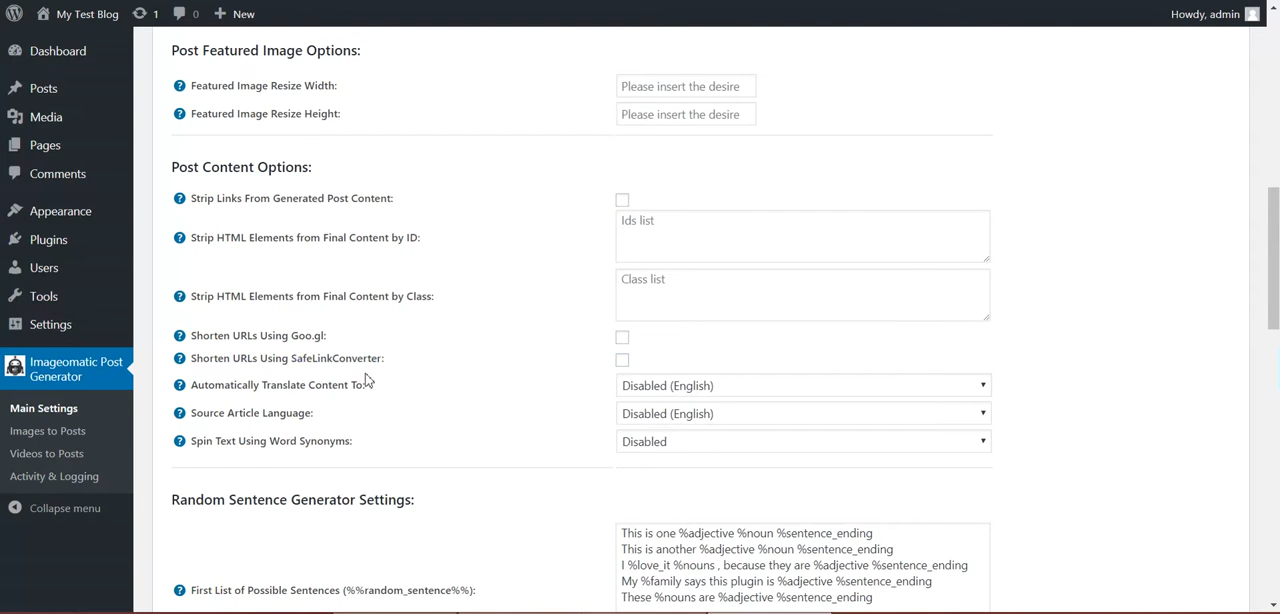 My Test Blog
1
0
New
Howdy, admin
Dashboard
Posts
Media
Pages
Comments
Appearance
Plugins
Users
Tools
Settings
Imageomatic Post
Generator
Main Settings
Images to Posts
Videos to Posts
Activity & Logging
Collapse menu
Post Featured Image Options:
Featured Image Resize Width:
Please insert the desire
Featured Image Resize Height:
Please insert the desire
Post Content Options:
Strip Links From Generated Post Content:
Strip HTML Elements from Final Content by ID:
Ids list
Strip HTML Elements from Final Content by Class:
Class list
Shorten URLs Using Goo.gl:
Shorten URLs Using SafeLinkConverter:
Automatically Translate Content To:
Disabled (English)
Source Article Language:
Disabled (English)
Spin Text Using Word Synonyms:
Disabled
Random Sentence Generator Settings:
First List of Possible Sentences (%%random_sentence%%):
This is one %adjective %noun %sentence_ending
This is another %adjective %noun %sentence_ending
I %love_it %nouns , because they are %adjective %sentence_ending
My %family says this plugin is %adjective %sentence_ending
These %nouns are %adjective %sentence_ending